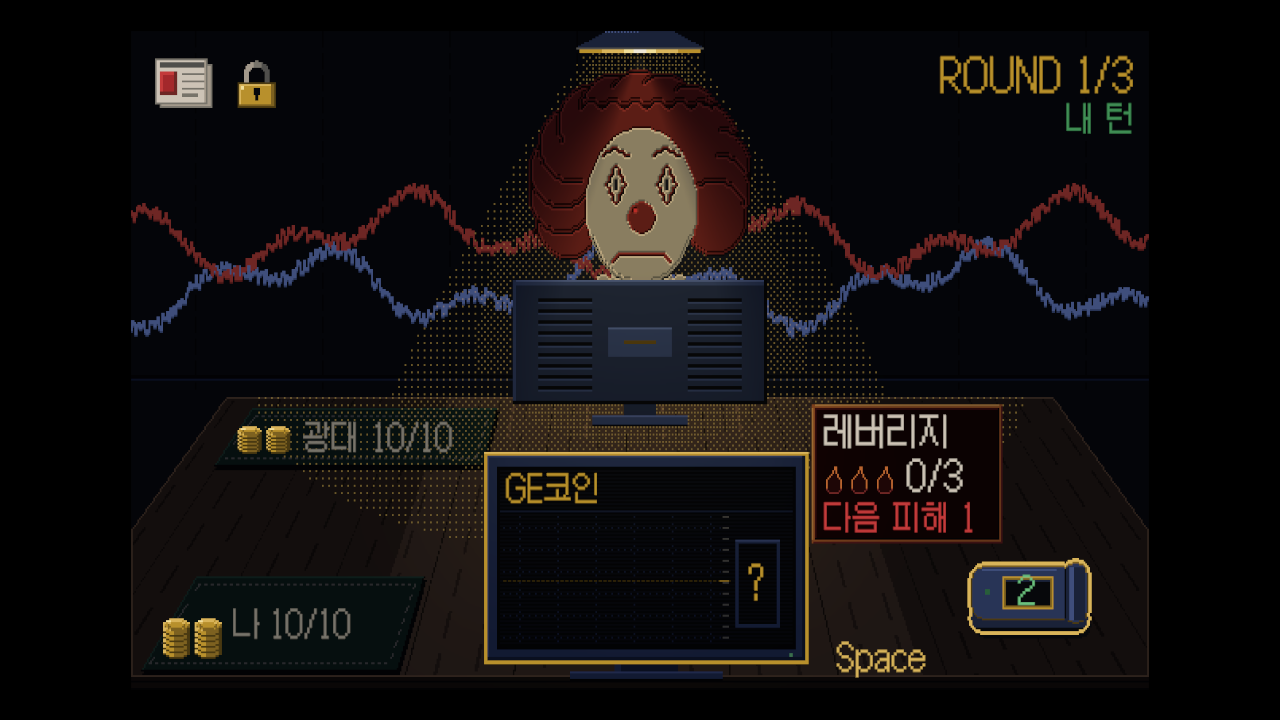 ROUND 1/3
내 턴
광대 10/10
레버리지
0/3
다음 피해 1
GE코인
?
2
나 10/10
Space